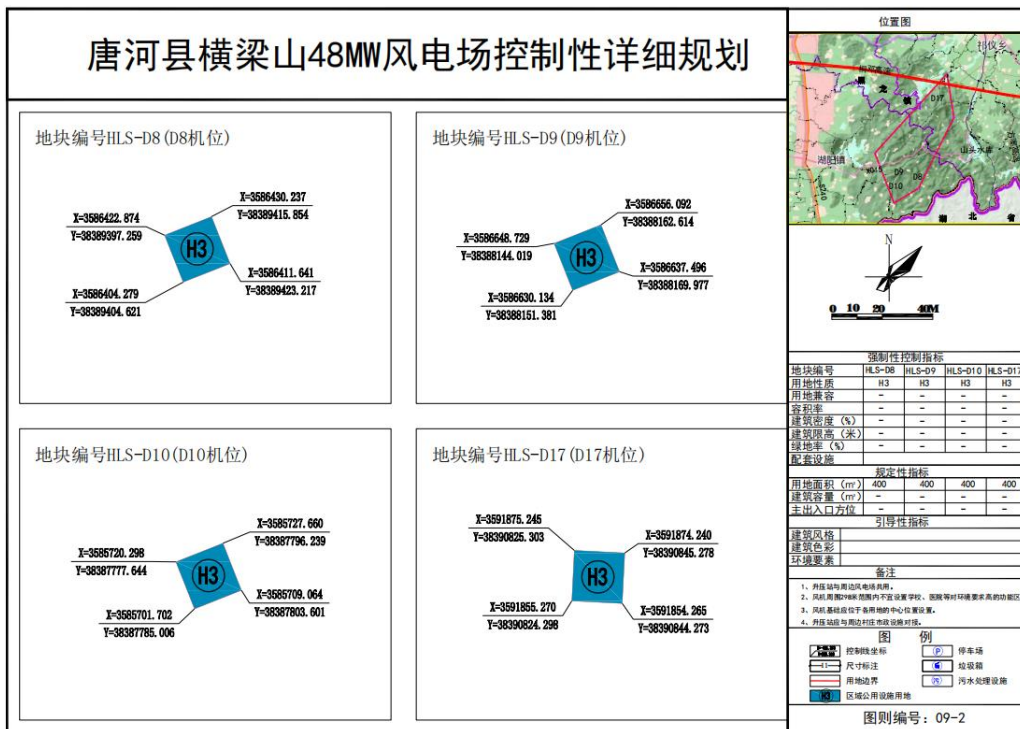 唐河县横梁山48MW风电场控制性详细规划
地块编号HLS-D8(D8机位)
X=3586430.237
Y=38389415.854
X=3586422.874
Y=38389397.259
H3
X=3586411.641
Y=38389423.217
X=3586404.279
Y=38389404.621
地块编号HLS-D9(D9机位)
X=3586656.092
Y=38388162.614
X=3586648.729
Y=38388144.019
H3
X=3586637.496
Y=38388169.977
X=3586630.134
Y=38388151.381
地块编号HLS-D10(D10机位)
X=3585727.660
Y=38387796.239
X=3585720.298
Y=38387777.644
H3
X=3585709.064
Y=38387803.601
X=3585701.702
Y=38387785.006
地块编号HLS-D17(D17机位)
X=3591875.245
Y=38390825.303
X=3591874.240
Y=38390845.278
H3
X=3591855.270
Y=38390824.298
X=3591854.265
Y=38390844.273
位置图
祁仪乡
D17
湖阳镇
山头水库
D9
D8
D10
湖 北 省
N
0 10 20 40M
强制性控制指标
地块编号 HLS-D8 HLS-D9 HLS-D10 HLS-D17
用地性质 H3 H3 H3 H3
用地兼容 - - - -
容积率 - - - -
建筑密度（%） - - - -
建筑限高（米） - - - -
绿地率（%） - - - -
配套设施
规定性指标
用地面积（㎡） 400 400 400 400
建筑容量（㎡） - - - -
主出入口方位 - - - -
引导性指标
建筑风格
建筑色彩
环境要素
备注
1、升压站与周边风电场共用。
2、风机周围298米范围内不宜设置学校、医院等对环境要求高的功能区
3、风机基础应位于各用地的中心位置设置。
4、升压站应与周边村庄市政设施对接。
图 例
控制线坐标 P 停车场
尺寸标注 垃圾箱
用地边界 污 污水处理设施
H3 区域公用设施用地
图则编号：09-2